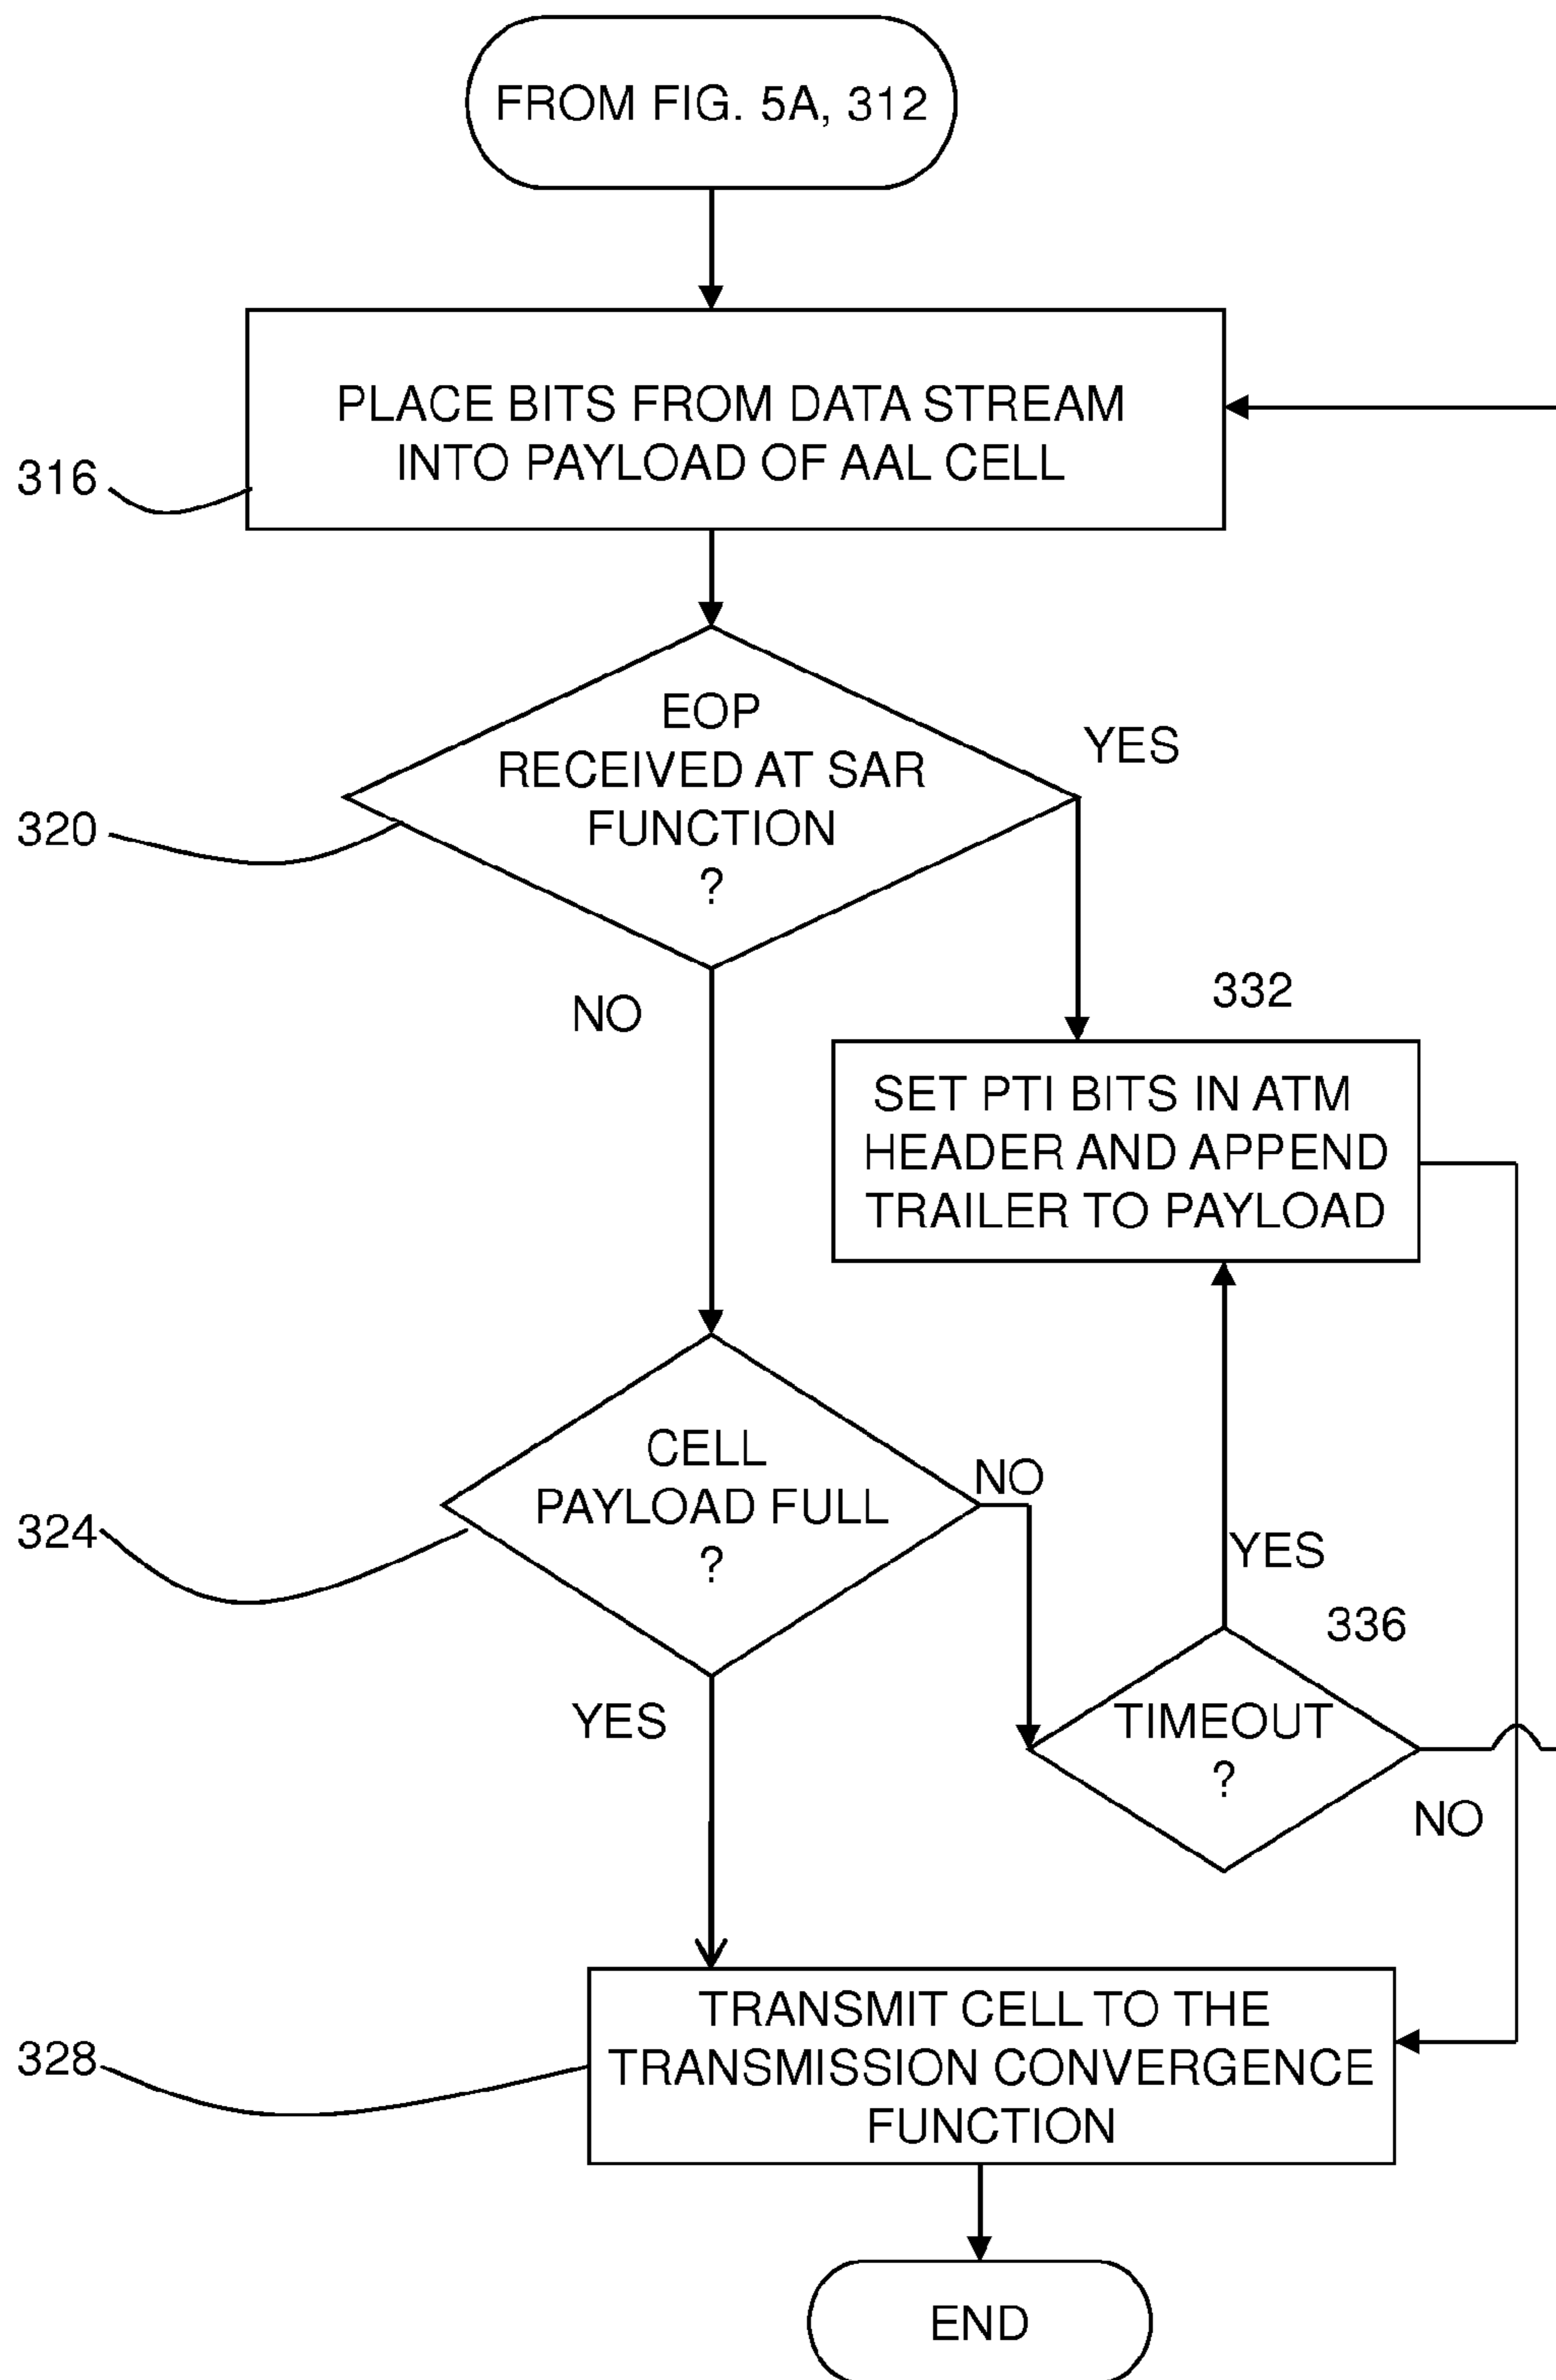 FROM FIG. 5A, 312
PLACE BITS FROM DATA STREAM
INTO PAYLOAD OF AAL CELL
316
EOP
RECEIVED AT SAR
FUNCTION
?
YES
320
NO
332
SET PTI BITS IN ATM
HEADER AND APPEND
TRAILER TO PAYLOAD
CELL
PAYLOAD FULL
?
NO
324
YES
336
YES
TIMEOUT
?
NO
TRANSMIT CELL TO THE
TRANSMISSION CONVERGENCE
FUNCTION
328
END